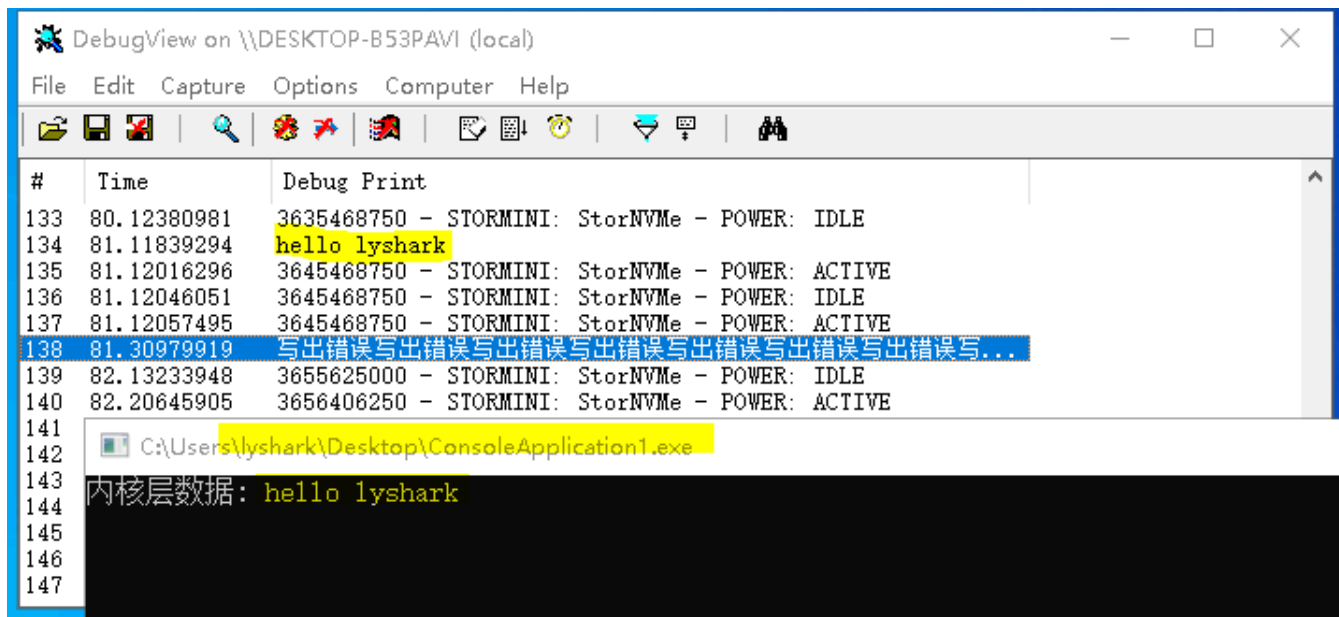 DebugView on \\DESKTOP-B53PAVI (local)
File Edit Capture Options Computer Help
# Time Debug Print
133 80.12380981 3635468750 - STORMINI: StorNVMe - POWER: IDLE
134 81.11839294 hello lyshark
135 81.12016296 3645468750 - STORMINI: StorNVMe - POWER: ACTIVE
136 81.12046051 3645468750 - STORMINI: StorNVMe - POWER: IDLE
137 81.12057495 3645468750 - STORMINI: StorNVMe - POWER: ACTIVE
138 81.30979919 写出错误写出错误写出错误写出错误写出错误写出错误写出错误写...
139 82.13233948 3655625000 - STORMINI: StorNVMe - POWER: IDLE
140 82.20645905 3656406250 - STORMINI: StorNVMe - POWER: ACTIVE
141
142
143
144
145
146
147
C:\Users\lyshark\Desktop\ConsoleApplication1.exe
内核层数据: hello lyshark